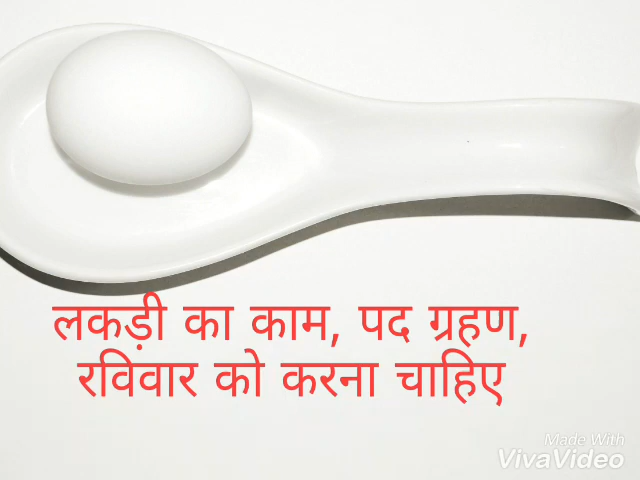 लकड़ी का काम, पद ग्रहण,
रविवार को करना चाहिए
Made With
VivaVideo